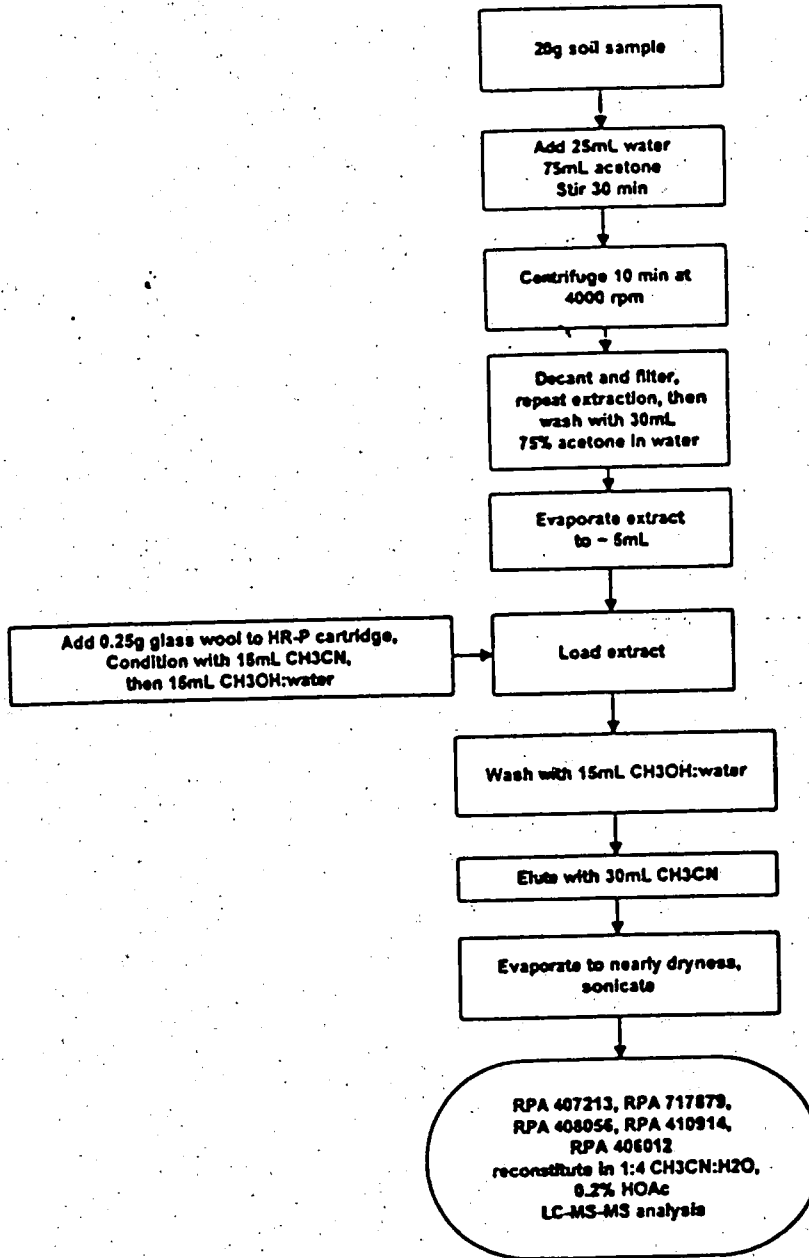 20g soil sample
Add 25mL water
75mL acetone
Stir 30 min
Centrifuge 10 min at
4000 rpm
Decant and filter,
repeat extraction, then
wash with 30mL
75% acetone in water
Evaporate extract
to ~ 5mL
Add 0.25g glass wool to HR-P cartridge,
Condition with 15mL CH3CN,
then 15mL CH3OH:water
Load extract
Wash with 15mL CH3OH:water
Elute with 30mL CH3CN
Evaporate to nearly dryness,
sonicate
RPA 407213, RPA 717879,
RPA 408056, RPA 410914,
RPA 406012
reconstitute in 1:4 CH3CN:H2O,
0.2% HOAc
LC-MS-MS analysis